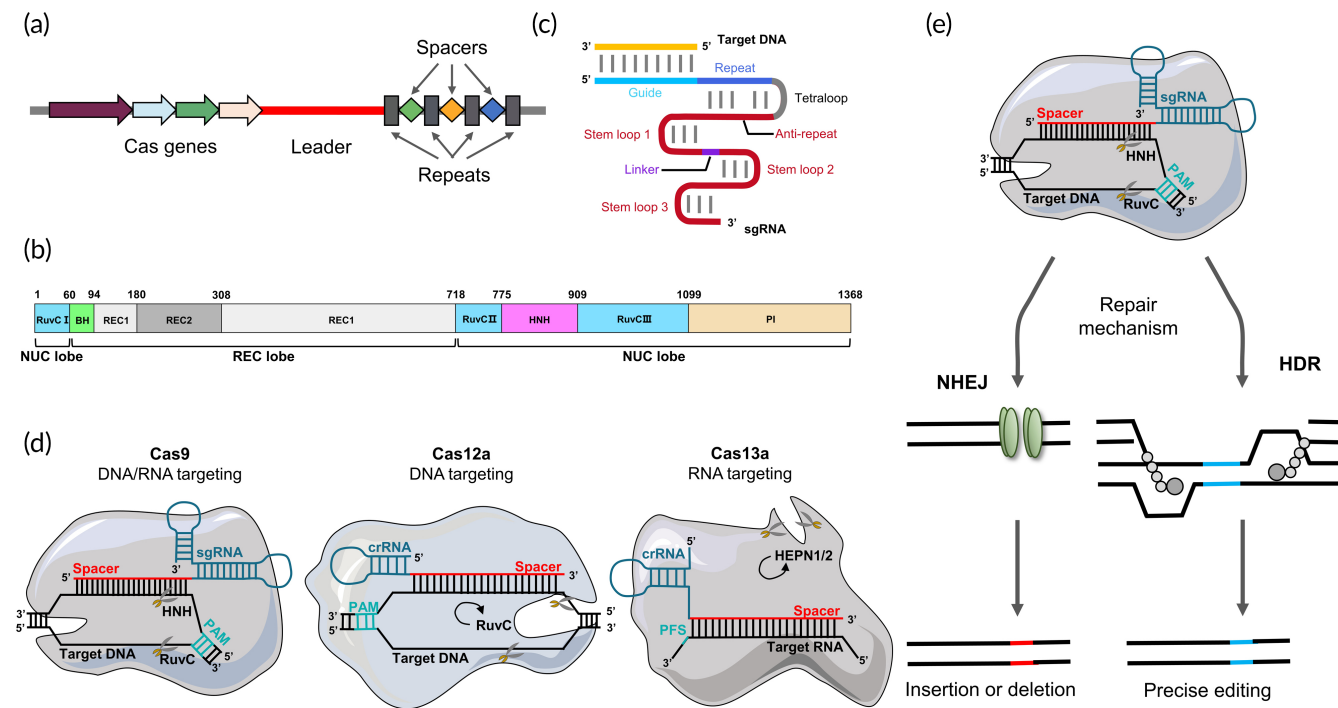 (a)
Spacers
Cas genes
Leader
Repeats
(c)
3’ 5’ Target DNA
5’ Repeat
Guide
Tetraloop
Stem loop 1
Anti-repeat
Linker
Stem loop 2
Stem loop 3
3’
sgRNA
(b)
1 60 94 180 308 718 775 909 1099 1368
RuvC Ⅰ BH REC1 REC2 REC1 RuvCⅡ HNH RuvCⅢ PI
NUC lobe REC lobe NUC lobe
(d)
Cas9
DNA/RNA targeting
sgRNA
Spacer
5’ 3’
HNH
3’
5’
PAM
Target DNA
RuvC
5’
3’
Cas12a
DNA targeting
crRNA
5’
Spacer
3’
PAM
3’
5’
RuvC
3’
5’
Target DNA
Cas13a
RNA targeting
HEPN1/2
crRNA
5’
Spacer
3’
PFS
Target RNA
3’ 5’
(e)
sgRNA
Spacer
5’ 3’
HNH
3’
5’
PAM
Target DNA
RuvC
5’
3’
Repair
mechanism
NHEJ
HDR
Insertion or deletion
Precise editing